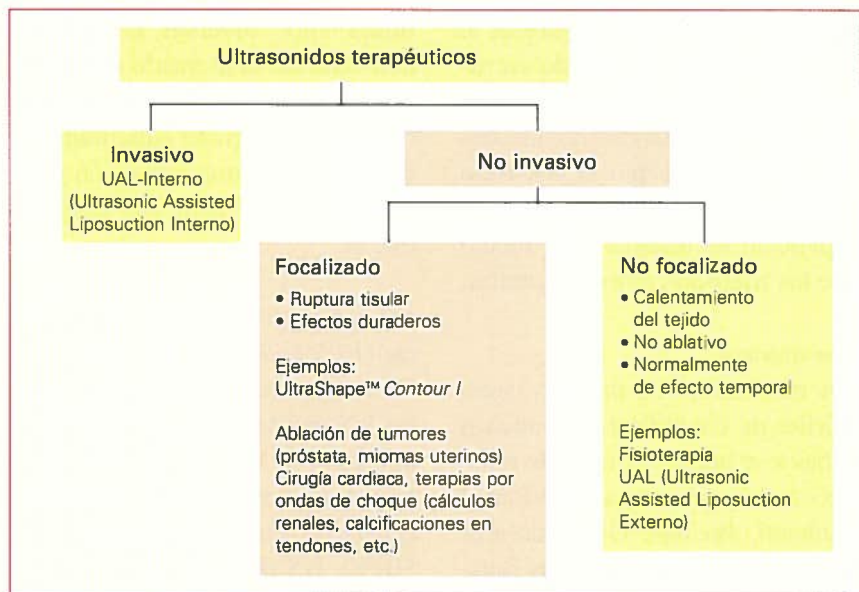 Ultrasonidos terapéuticos
Invasivo
UAL-Interno
(Ultrasonic Assisted
Liposuction Interno)
No invasivo
Focalizado
• Ruptura tisular
• Efectos duraderos
Ejemplos:
UltraShape™ Contour I
Ablación de tumores
(próstata, miomas uterinos)
Cirugía cardiaca, terapias por
ondas de choque (cálculos
renales, calcificaciones en
tendones, etc.)
No focalizado
• Calentamiento
del tejido
• No ablativo
• Normalmente
de efecto temporal
Ejemplos:
Fisioterapia
UAL (Ultrasonic
Assisted Liposuction
Externo)